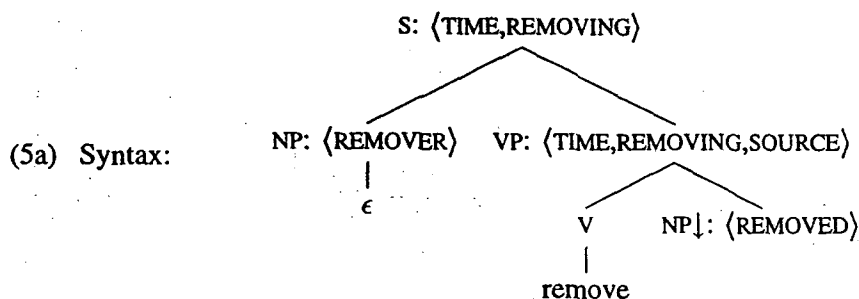 S: ⟨TIME,REMOVING⟩
(5a) Syntax: NP: ⟨REMOVER⟩ VP: ⟨TIME,REMOVING,SOURCE⟩
ϵ V NP↓: ⟨REMOVED⟩
remove